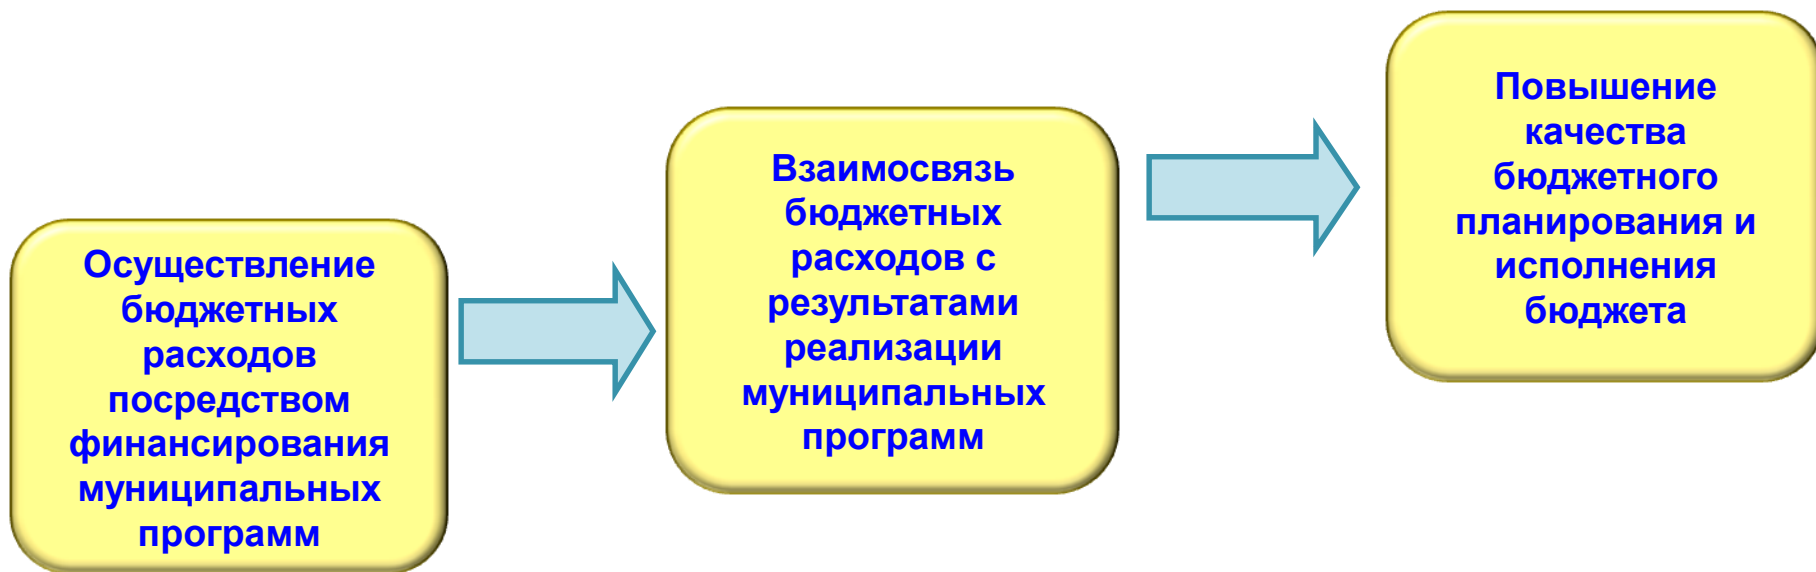 Осуществление
бюджетных
расходов
посредством
финансирования
муниципальных
программ
Взаимосвязь
бюджетных
расходов с
результатами
реализации
муниципальных
программ
Повышение
качества
бюджетного
планирования и
исполнения
бюджета